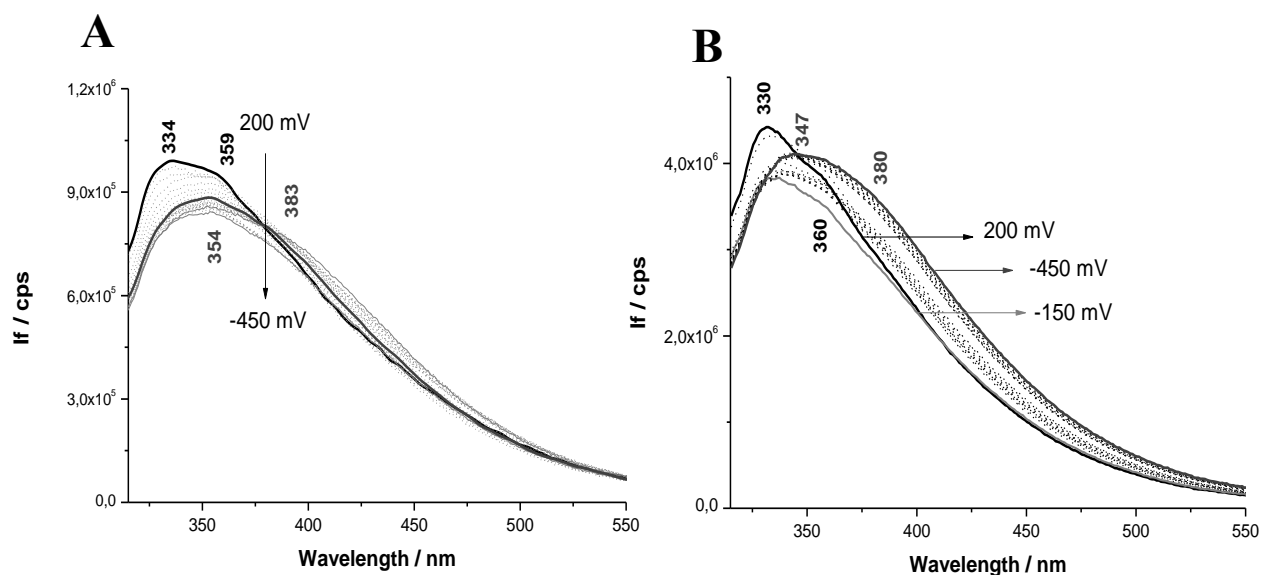 A
1,2x10⁶
9,0x10⁵
6,0x10⁵
3,0x10⁵
0,0
If / cps
334
359
200 mV
383
354
-450 mV
350
400
450
500
550
Wavelength / nm
B
4,0x10⁶
2,0x10⁶
0,0
If / cps
330
347
380
360
200 mV
-450 mV
-150 mV
350
400
450
500
550
Wavelength / nm